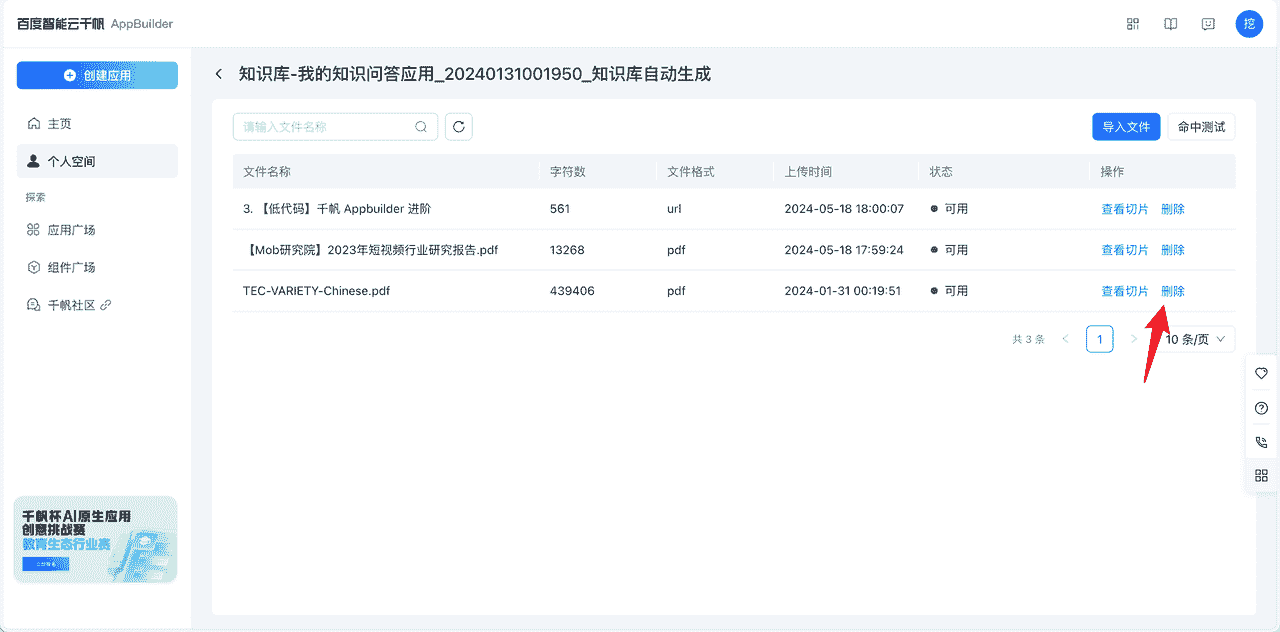 百度智能云千帆 AppBuilder
挖
创建应用
主页
个人空间
探索
应用广场
组件广场
千帆社区
千帆杯AI原生应用
创意挑战赛
教育生态行业赛
知识库-我的知识问答应用_20240131001950_知识库自动生成
请输入文件名称
导入文件 命中测试
文件名称 字符数 文件格式 上传时间 状态 操作
3. 【低代码】千帆 Appbuilder 进阶 561 url 2024-05-18 18:00:07 可用 查看切片 删除
【Mob研究院】2023年短视频行业研究报告.pdf 13268 pdf 2024-05-18 17:59:24 可用 查看切片 删除
TEC-VARIETY-Chinese.pdf 439406 pdf 2024-01-31 00:19:51 可用 查看切片 删除
共 3 条 < 1 > 10 条/页